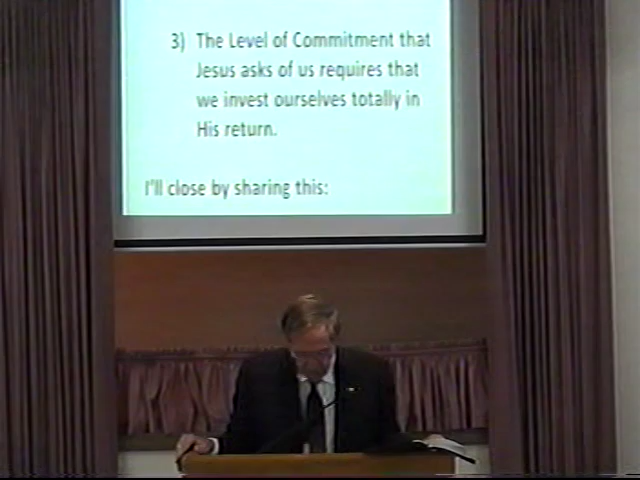 3) The Level of Commitment that
Jesus asks of us requires that
we invest ourselves totally in
His return.
I'll close by sharing this: